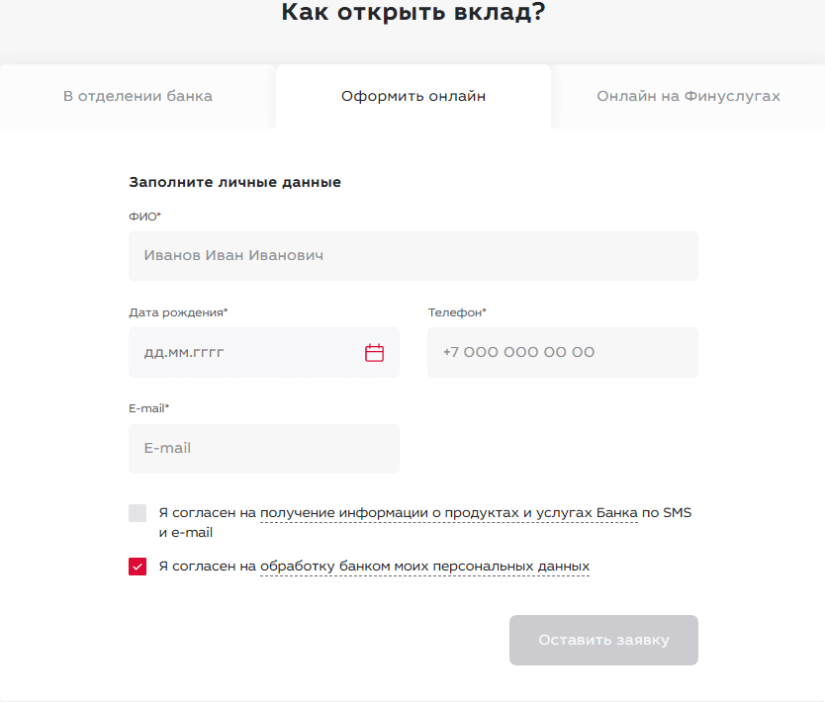 Как открыть вклад?
В отделении банка
Оформить онлайн
Онлайн на Финуслугах
Заполните личные данные
ФИО*
Иванов Иван Иванович
Дата рождения*
Телефон*
дд.мм.гггг
+7 000 000 00 00
E-mail*
E-mail
Я согласен на получение информации о продуктах и услугах Банка по SMS
и e-mail
Я согласен на обработку банком моих персональных данных
Оставить заявку